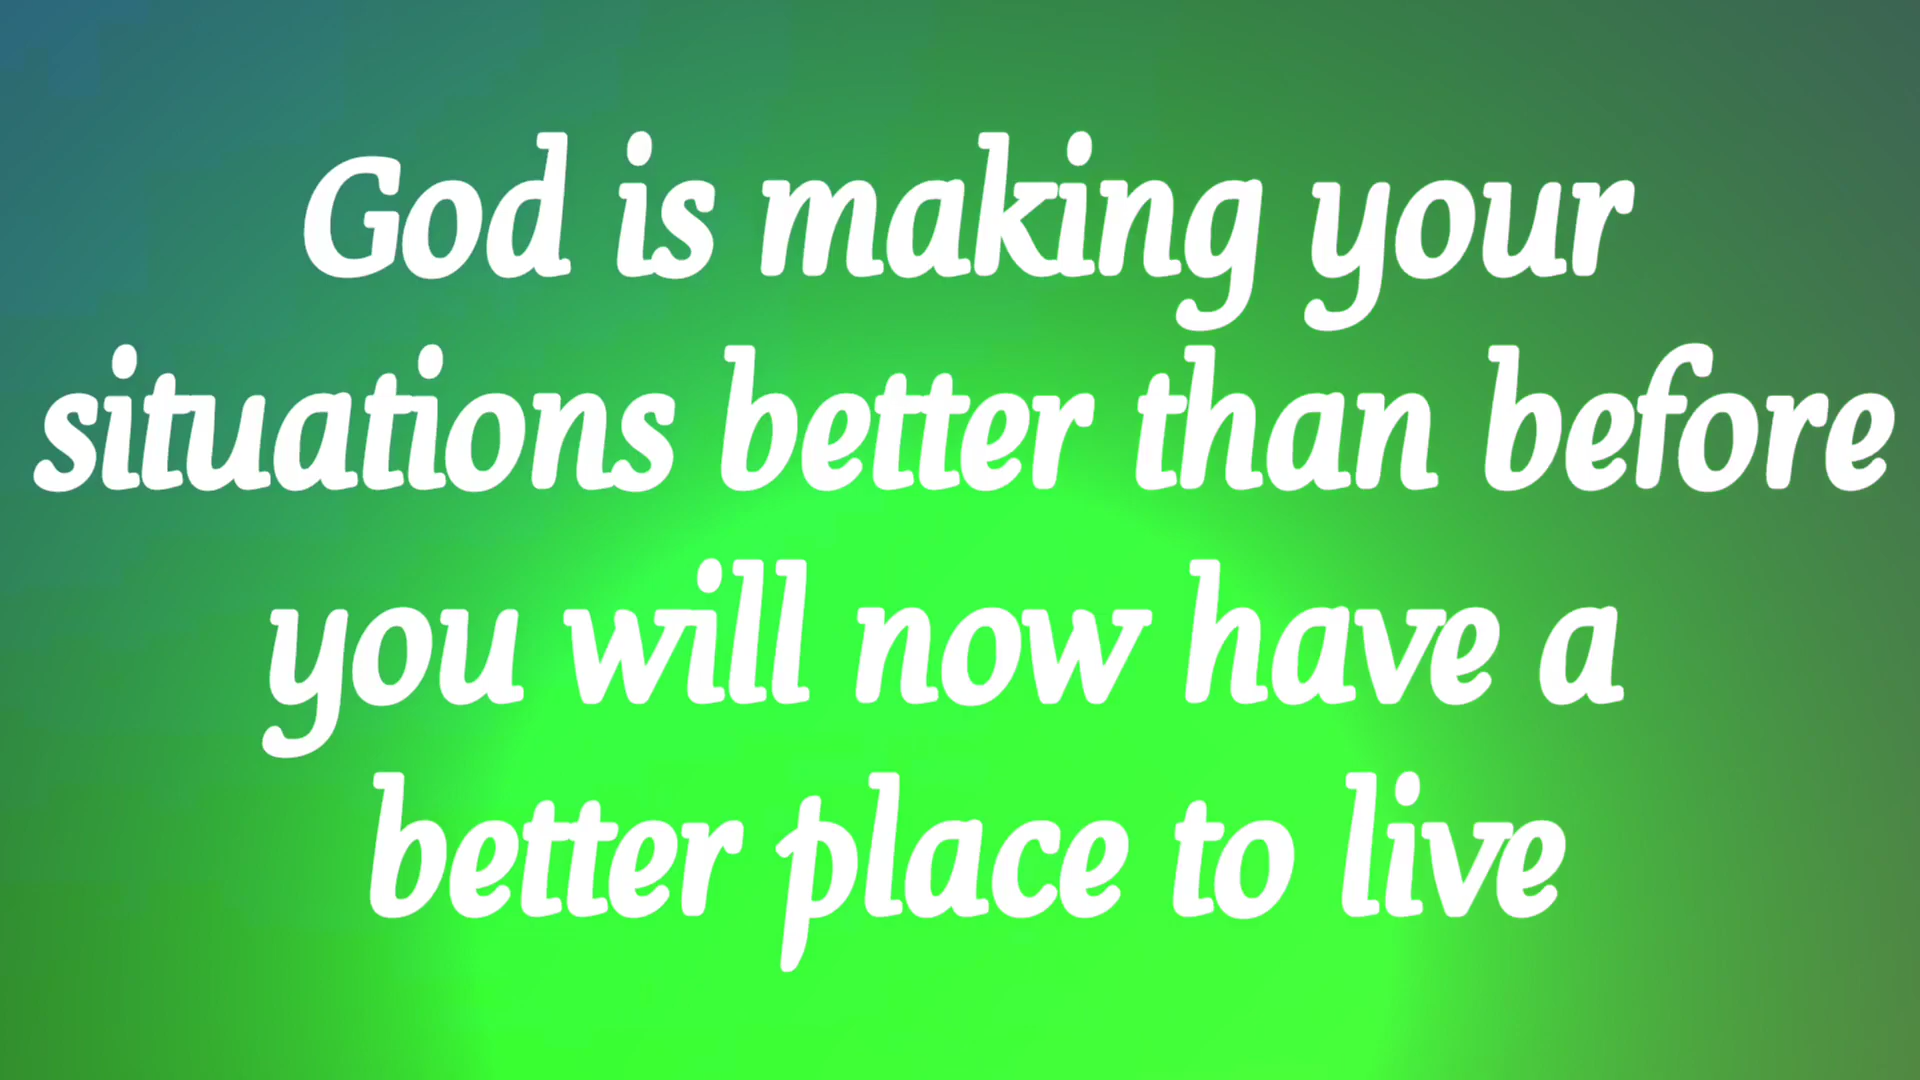 God is making your
situations better than before
you will now have a
better place to live